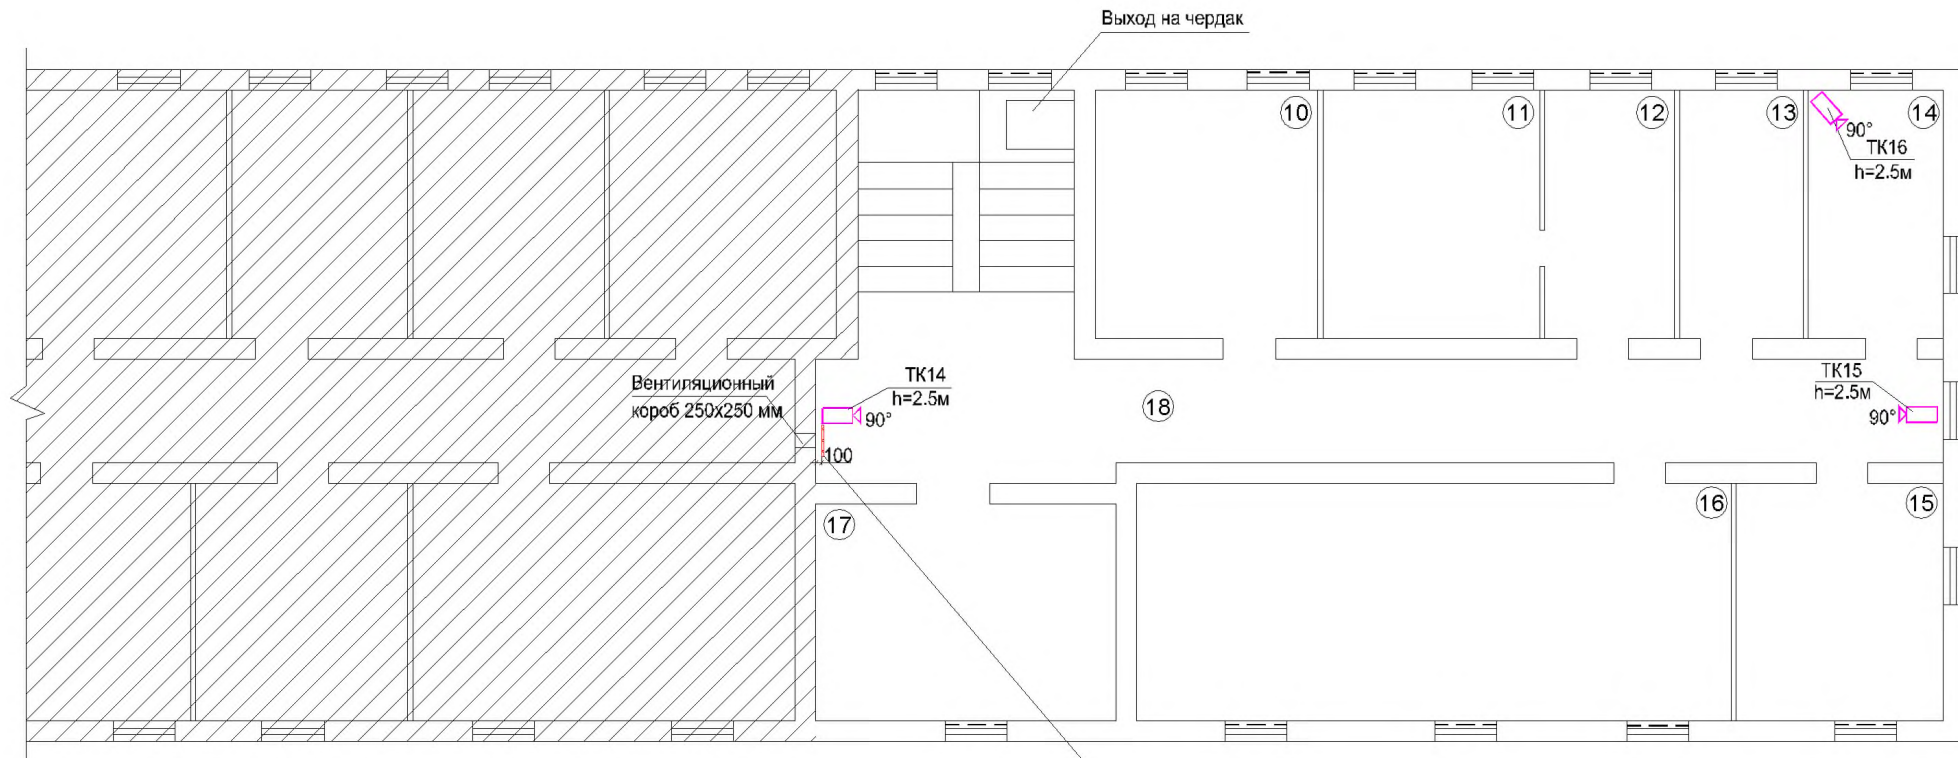 Выход на чердак
10
11
12
13
14
90°
ТК16
h=2.5м
Вентиляционный
короб 250х250 мм
ТК14
h=2.5м
90°
100
18
ТК15
h=2.5м
90°
17
16
15